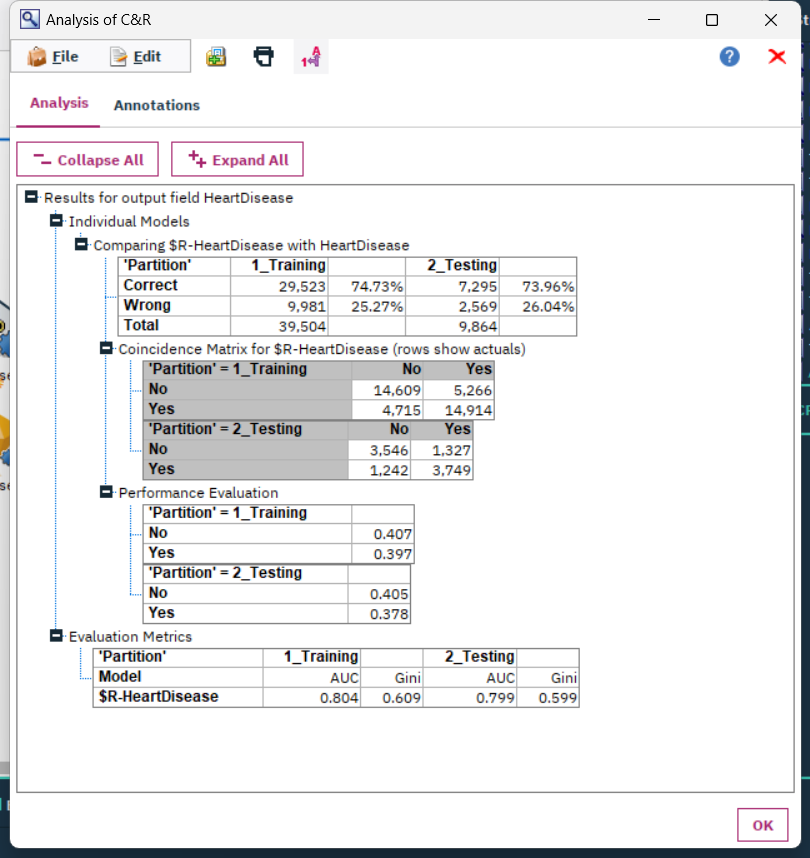 Analysis of C&R
File Edit
Analysis Annotations
Collapse All Expand All
Results for output field HeartDisease
Individual Models
Comparing $R-HeartDisease with HeartDisease
'Partition' 1_Training 2_Testing
Correct 29,523 74.73% 7,295 73.96%
Wrong 9,981 25.27% 2,569 26.04%
Total 39,504 9,864
Coincidence Matrix for $R-HeartDisease (rows show actuals)
'Partition' = 1_Training No Yes
No 14,609 5,266
Yes 4,715 14,914
'Partition' = 2_Testing No Yes
No 3,546 1,327
Yes 1,242 3,749
Performance Evaluation
'Partition' = 1_Training
No 0.407
Yes 0.397
'Partition' = 2_Testing
No 0.405
Yes 0.378
Evaluation Metrics
'Partition' 1_Training 2_Testing
Model AUC Gini AUC Gini
$R-HeartDisease 0.804 0.609 0.799 0.599
OK